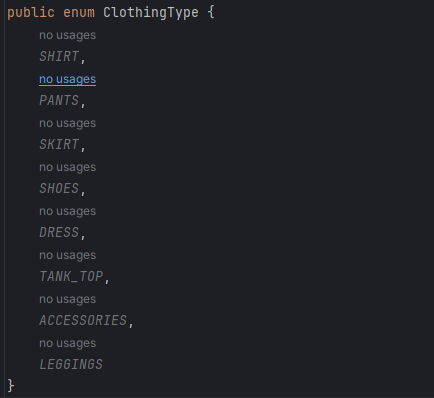 public enum ClothingType {
no usages
SHIRT,
no usages
PANTS,
no usages
SKIRT,
no usages
SHOES,
no usages
DRESS,
no usages
TANK_TOP,
no usages
ACCESSORIES,
no usages
LEGGINGS
}